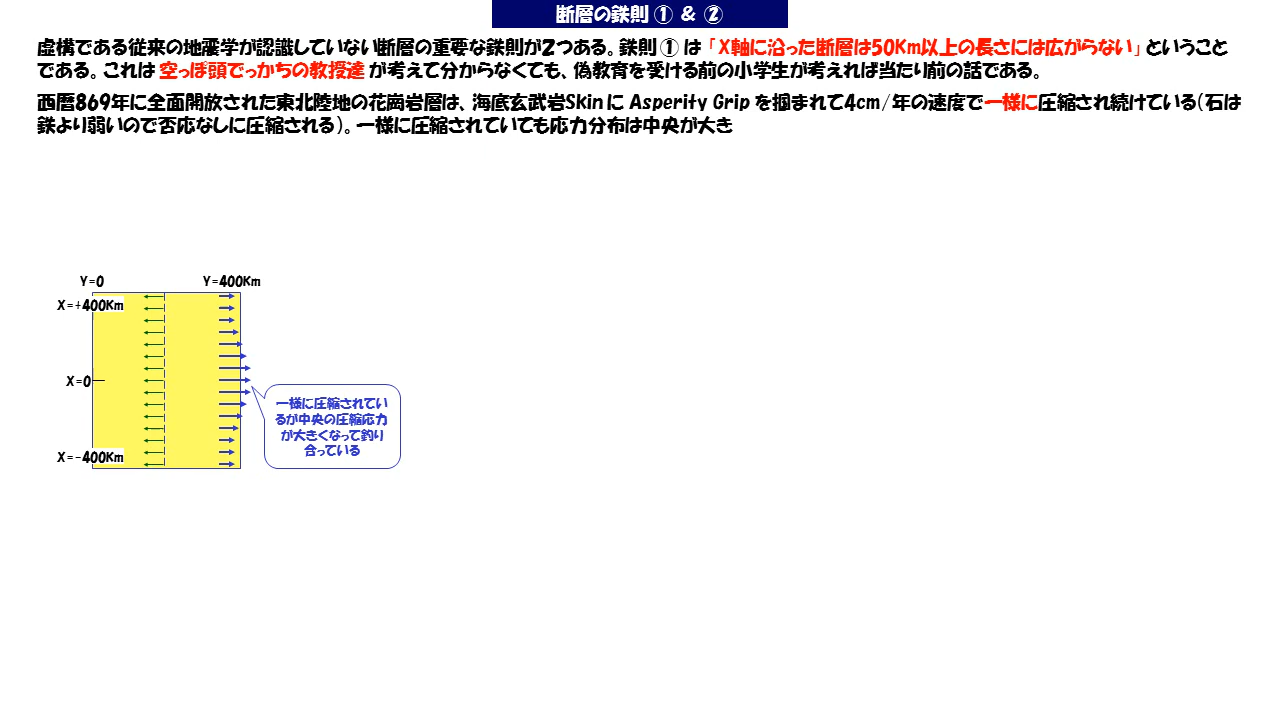 断層の鉄則 ① & ②
虚構である従来の地震学が認識していない断層の重要な鉄則が2つある。鉄則 ① は 「X軸に沿った断層は50Km以上の長さには広がらない」ということ
である。これは 空っぽ頭でっかちの教授達 が考えて分からなくても、偽教育を受ける前の小学生が考えれば当たり前の話である。
西暦869年に全面開放された東北陸地の花崗岩層は、海底玄武岩Skin に Asperity Grip を掴まれて4cm/年の速度で一様に圧縮され続けている(石は
鉄より弱いので否応なしに圧縮される)。一様に圧縮されていても応力分布は中央が大き
Y=0
Y=400Km
X=+400Km
X=0
X=-400Km
一様に圧縮されてい
るが中央の圧縮応力
が大きくなって釣り
合っている